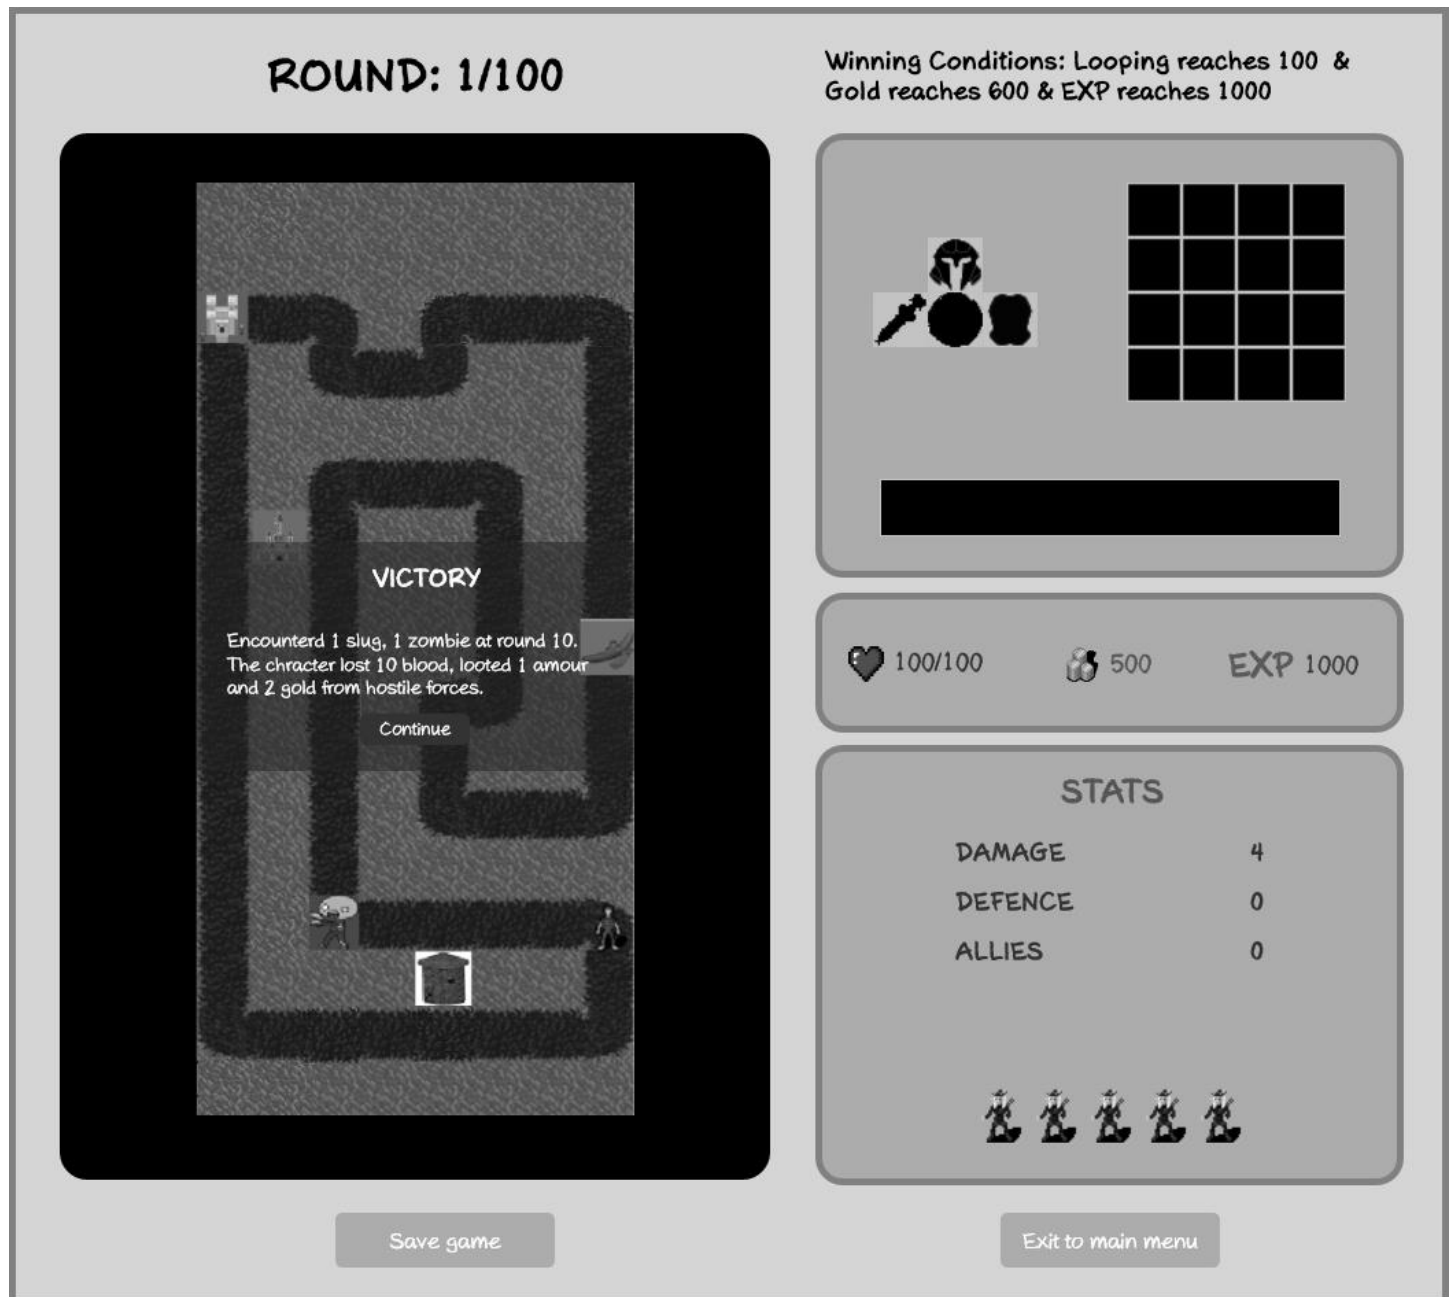 ROUND: 1/100
Winning Conditions: Looping reaches 100 &
Gold reaches 600 & EXP reaches 1000
VICTORY
Encounterd 1 slug, 1 zombie at round 10.
The chracter lost 10 blood, looted 1 amour
and 2 gold from hostile forces.
Continue
100/100
500
EXP 1000
STATS
DAMAGE 4
DEFENCE 0
ALLIES 0
Save game
Exit to main menu